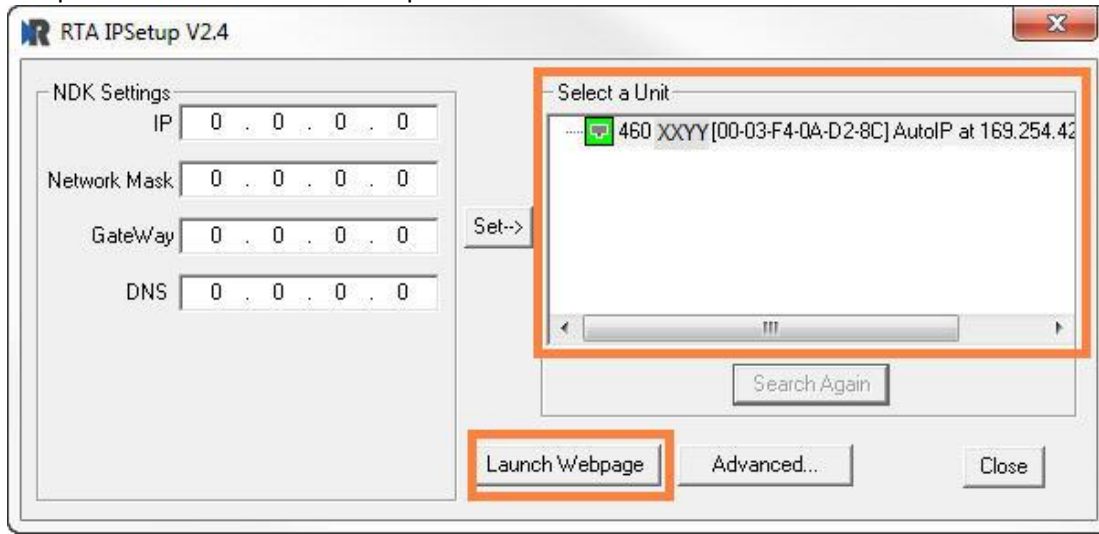 RTA IPSetup V2.4
NDK Settings
IP 0 . 0 . 0 . 0
Network Mask 0 . 0 . 0 . 0
GateWay 0 . 0 . 0 . 0
DNS 0 . 0 . 0 . 0
Set-->
Select a Unit
460 XXYY [00-03-F4-0A-D2-8C] AutoIP at 169.254.42
Search Again
Launch Webpage
Advanced...
Close